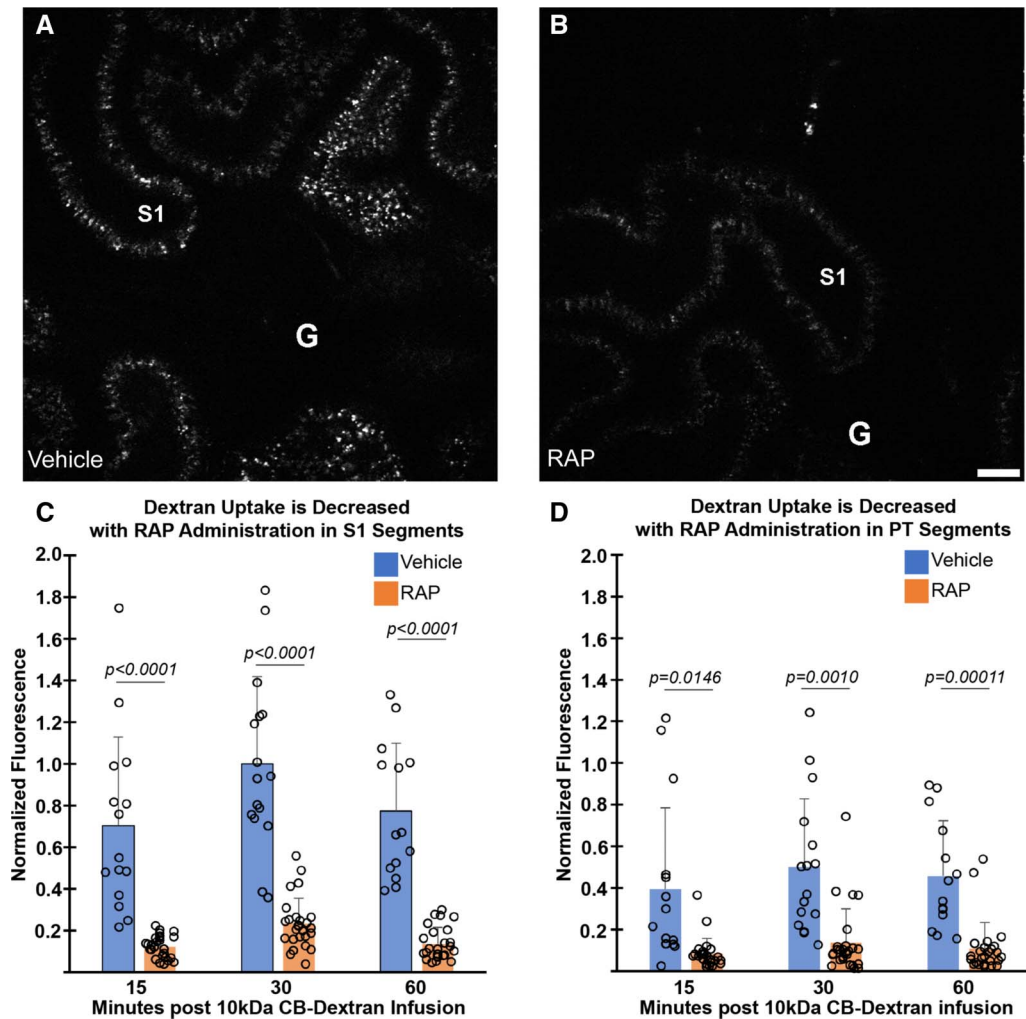 A
S1
G
Vehicle
B
S1
G
RAP
C
Dextran Uptake is Decreased
with RAP Administration in S1 Segments
Vehicle
RAP
Normalized Fluorescence
2.0
1.8
1.6
1.4
1.2
1.0
0.8
0.6
0.4
0.2
p<0.0001
p<0.0001
p<0.0001
15
30
60
Minutes post 10kDa CB-Dextran Infusion
D
Dextran Uptake is Decreased
with RAP Administration in PT Segments
Vehicle
RAP
Normalized Fluorescence
2.0
1.8
1.6
1.4
1.2
1.0
0.8
0.6
0.4
0.2
p=0.0146
p=0.0010
p=0.00011
15
30
60
Minutes post 10kDa CB-Dextran infusion